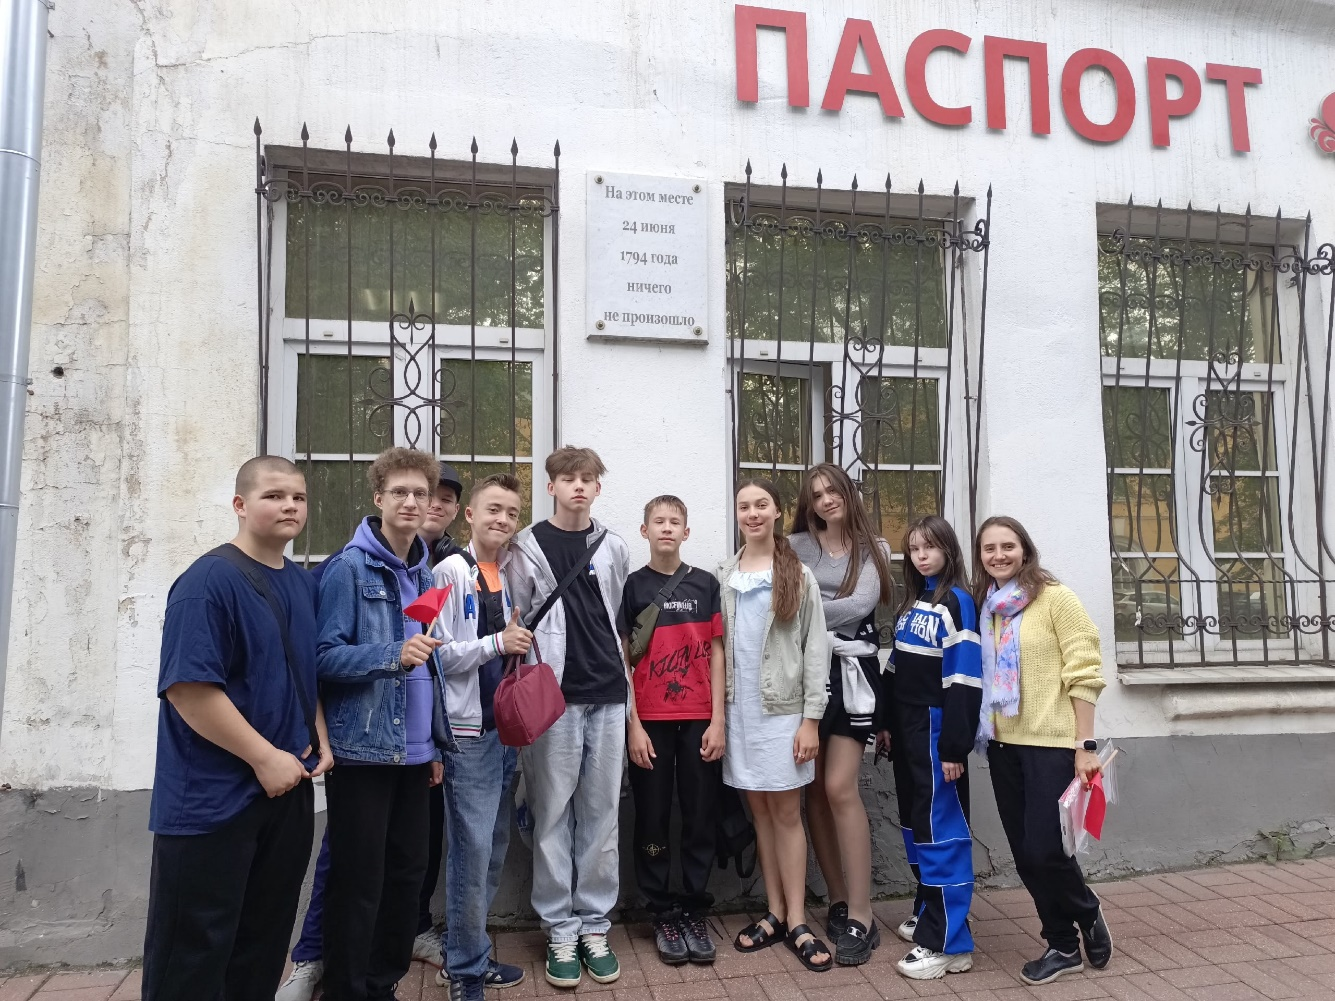 ПАСПОРТ
На этом месте
24 июня
1794 года
ничего
не произошло